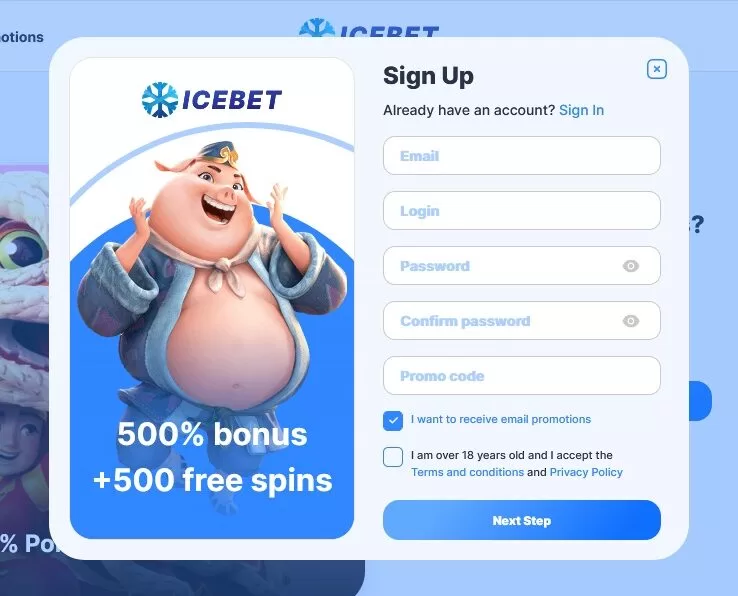 otions
ICEBET
ICEBET
500% bonus
+500 free spins
Sign Up
Already have an account? Sign In
Email
Login
Password
Confirm password
Promo code
I want to receive email promotions
I am over 18 years old and I accept the
Terms and conditions and Privacy Policy
Next Step
s?
% Po